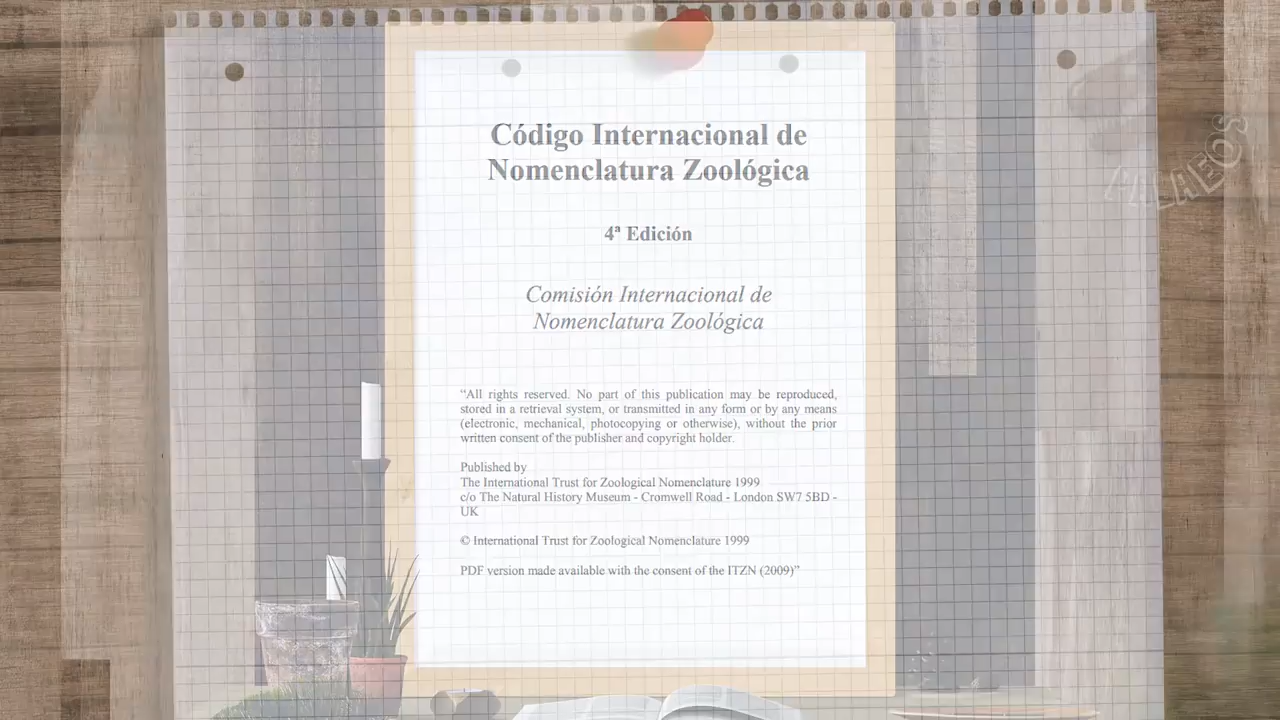 Código Internacional de
Nomenclatura Zoológica
4ª Edición
Comisión Internacional de
Nomenclatura Zoológica
“All rights reserved. No part of this publication may be reproduced,
stored in a retrieval system, or transmitted in any form or by any means
(electronic, mechanical, photocopying or otherwise), without the prior
written consent of the publisher and copyright holder.
Published by
The International Trust for Zoological Nomenclature 1999
c/o The Natural History Museum - Cromwell Road - London SW7 5BD -
UK
© International Trust for Zoological Nomenclature 1999
PDF version made available with the consent of the ITZN (2009)”
PALAEOS